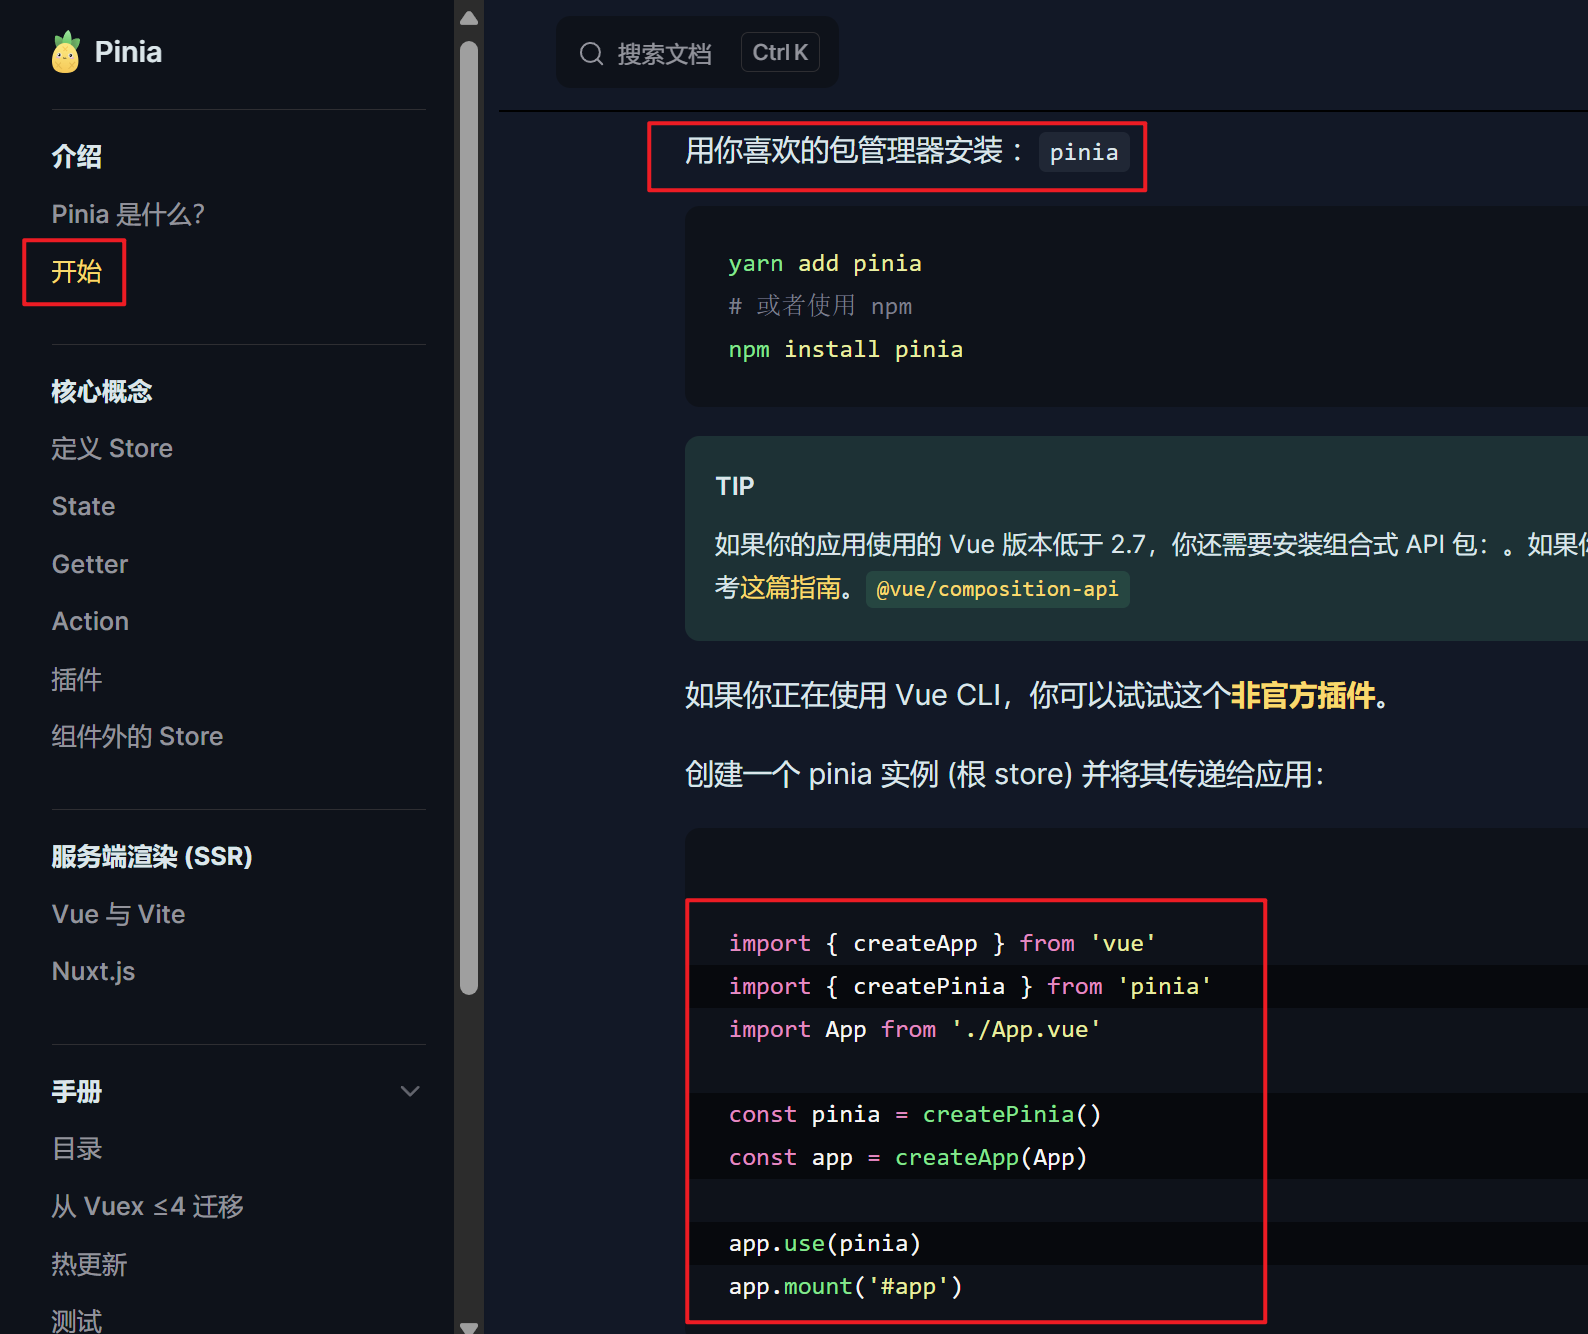 Pinia
介绍
Pinia 是什么?
开始
核心概念
定义 Store
State
Getter
Action
插件
组件外的 Store
服务端渲染 (SSR)
Vue 与 Vite
Nuxt.js
手册
目录
从 Vuex ≤4 迁移
热更新
测试
搜索文档 Ctrl K
用你喜欢的包管理器安装： pinia
yarn add pinia
# 或者使用 npm
npm install pinia
TIP
如果你的应用使用的 Vue 版本低于 2.7，你还需要安装组合式 API 包：。如果
考这篇指南。 @vue/composition-api
如果你正在使用 Vue CLI，你可以试试这个非官方插件。
创建一个 pinia 实例 (根 store) 并将其传递给应用：
import { createApp } from 'vue'
import { createPinia } from 'pinia'
import App from './App.vue'
const pinia = createPinia()
const app = createApp(App)
app.use(pinia)
app.mount('#app')